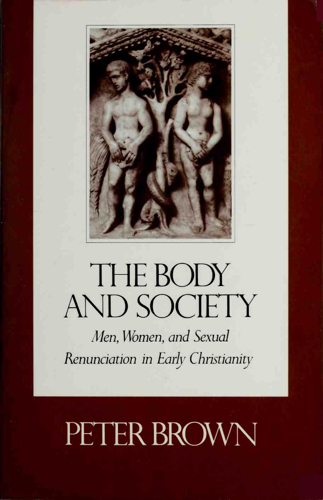 THE BODY
AND SOCIETY
Men, Women, and Sexual
Renunciation in Early Christianity
PETER BROWN